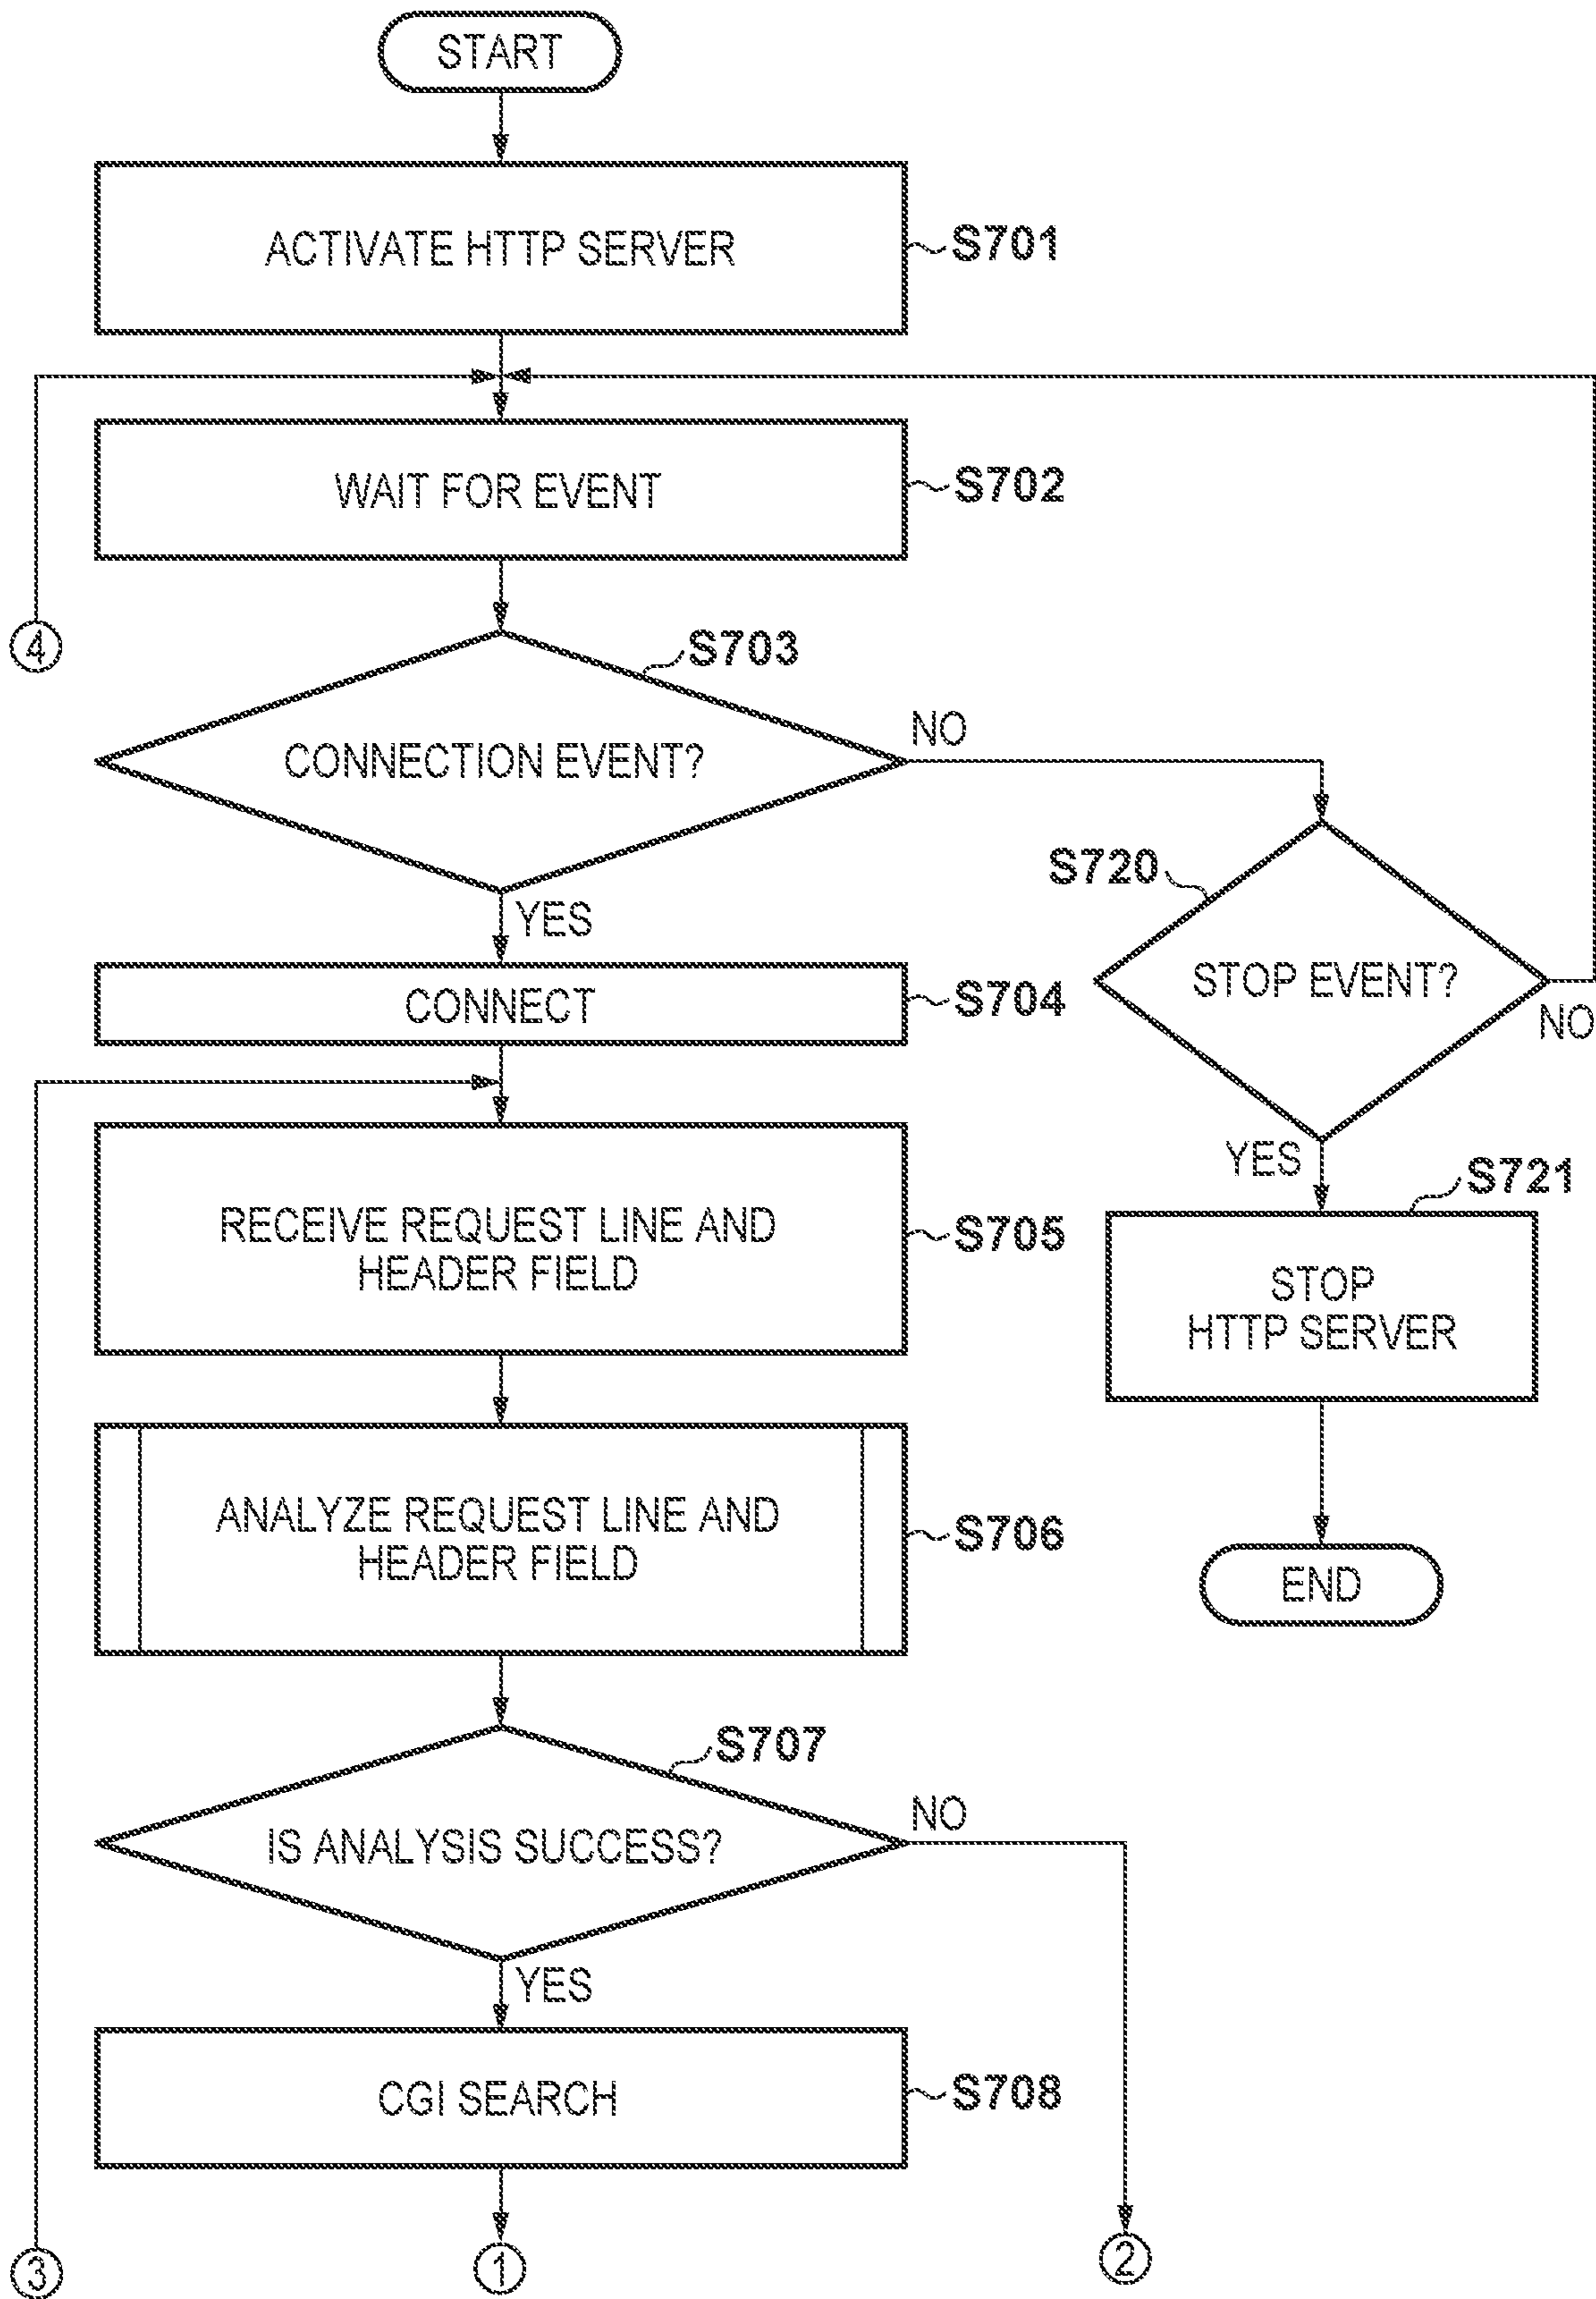 START
ACTIVATE HTTP SERVER
S701
WAIT FOR EVENT
S702
4
S703
CONNECTION EVENT?
NO
YES
S720
STOP EVENT?
NO
CONNECT
S704
YES
S721
RECEIVE REQUEST LINE AND
HEADER FIELD
S705
STOP
HTTP SERVER
ANALYZE REQUEST LINE AND
HEADER FIELD
S706
END
S707
IS ANALYSIS SUCCESS?
NO
YES
CGI SEARCH
S708
3
1
2